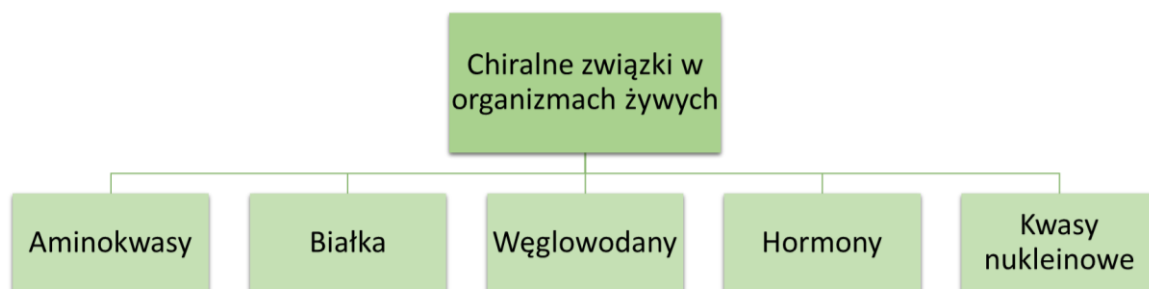 Chiralne związki w
organizmach żywych
Aminokwasy
Białka
Węglowodany
Hormony
Kwasy
nukleinowe